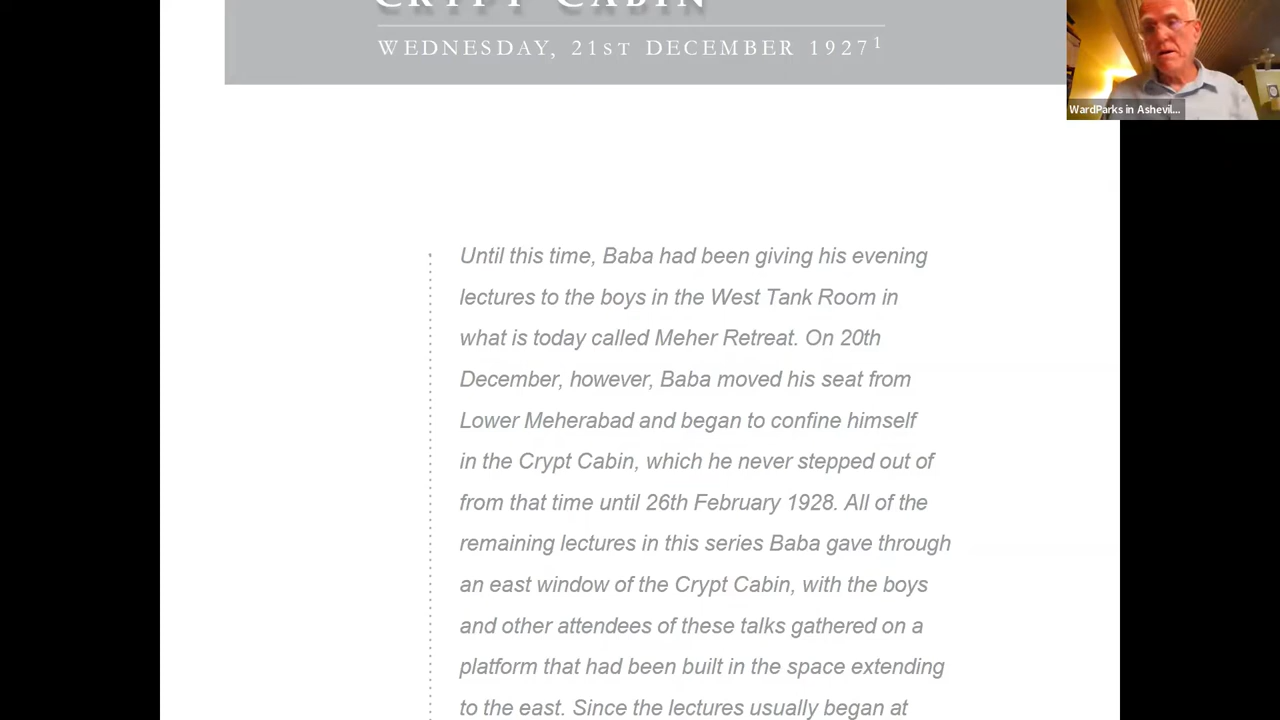 CRYPT CABIN
WEDNESDAY, 21ST DECEMBER 1927¹
WardParks in Ashevil...
Until this time, Baba had been giving his evening
lectures to the boys in the West Tank Room in
what is today called Meher Retreat. On 20th
December, however, Baba moved his seat from
Lower Meherabad and began to confine himself
in the Crypt Cabin, which he never stepped out of
from that time until 26th February 1928. All of the
remaining lectures in this series Baba gave through
an east window of the Crypt Cabin, with the boys
and other attendees of these talks gathered on a
platform that had been built in the space extending
to the east. Since the lectures usually began at